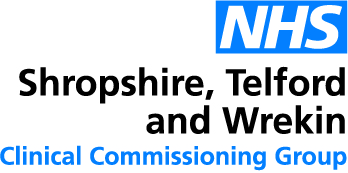 NHS
Shropshire, Telford
and Wrekin
Clinical Commissioning Group